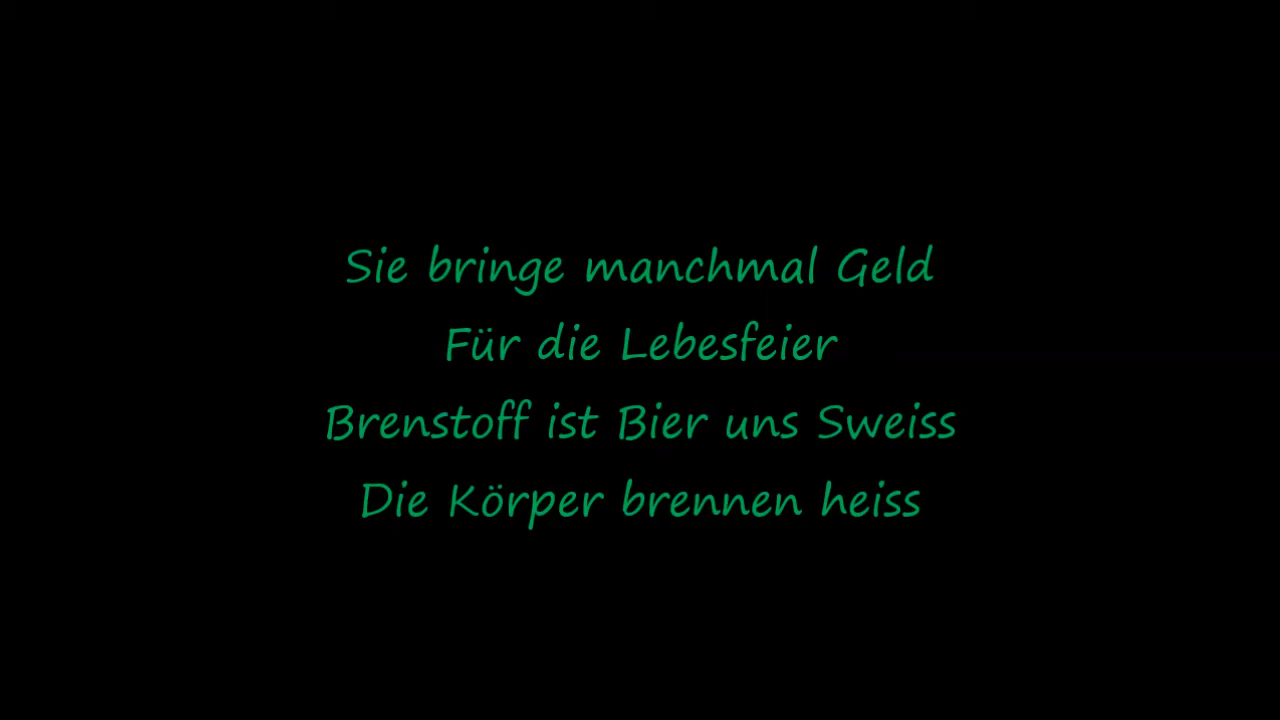 Sie bringe manchmal Geld
Für die Lebesfeier
Brenstoff ist Bier uns Sweiss
Die Körper brennen heiss